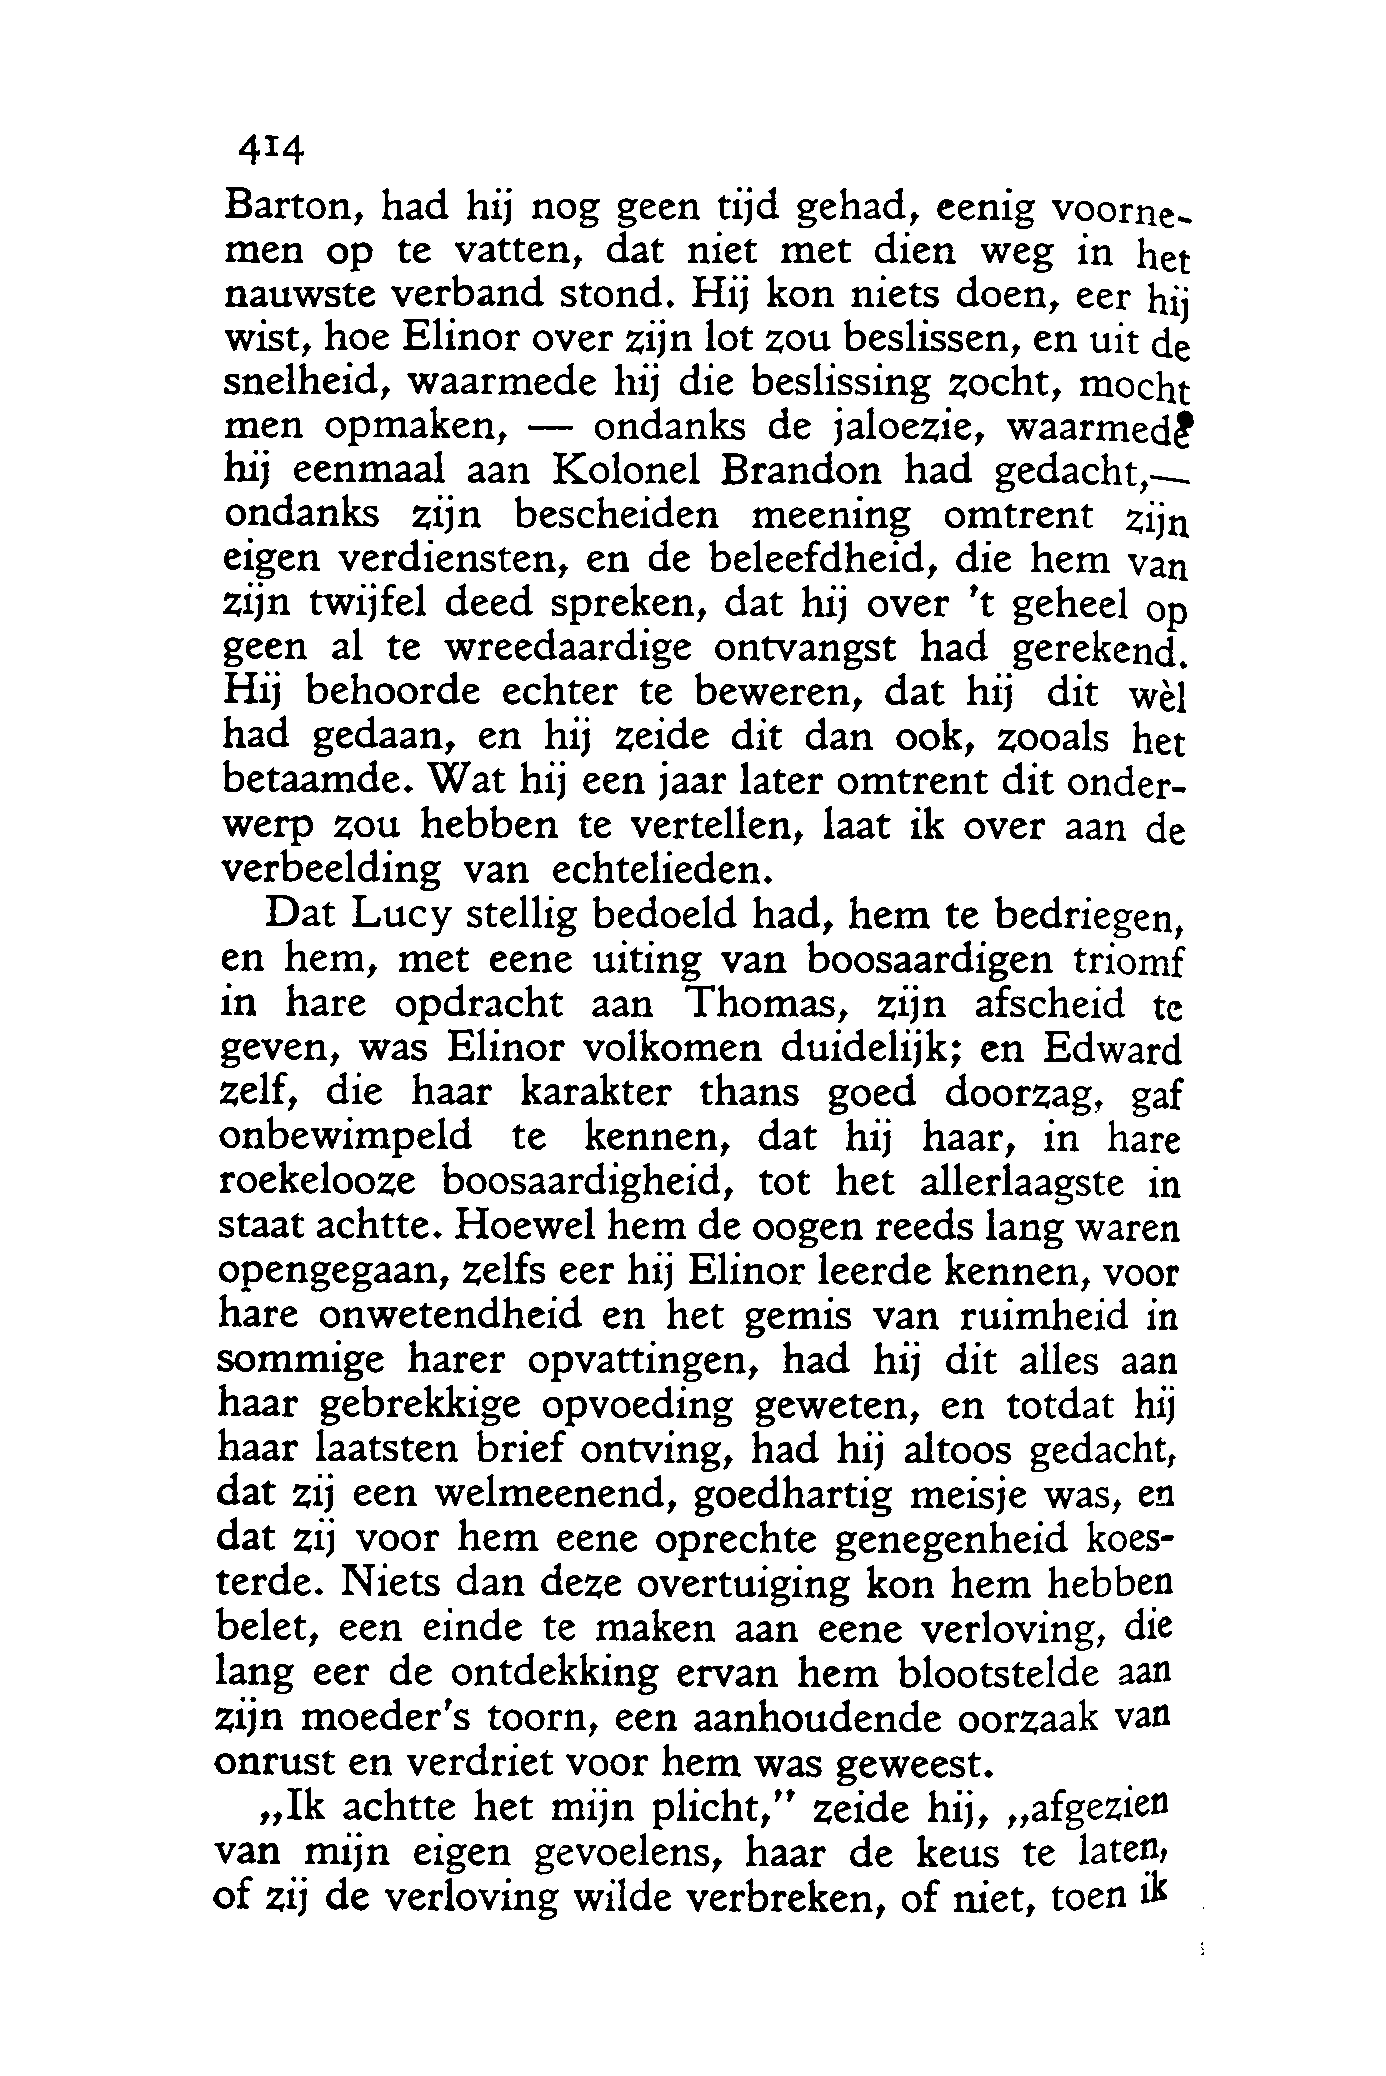 414
Barton, had hij nog geen tijd gehad, eenig voorne-
men op te vatten, dat niet met dien weg in het
nauwste verband stond. Hij kon niets doen, eer hij
wist, hoe Elinor over zijn lot zou beslissen, en uit de
snelheid, waarmede hij die beslissing zocht, mocht
men opmaken, — ondanks de jaloezie, waarmede
hij eenmaal aan Kolonel Brandon had gedacht,—
ondanks zijn bescheiden meening omtrent zijn
eigen verdiensten, en de beleefdheid, die hem van
zijn twijfel deed spreken, dat hij over 't geheel op
geen al te wreedaardige ontvangst had gerekend.
Hij behoorde echter te beweren, dat hij dit wèl
had gedaan, en hij zeide dit dan ook, zooals het
betaamde. Wat hij een jaar later omtrent dit onder-
werp zou hebben te vertellen, laat ik over aan de
verbeelding van echtelieden.
Dat Lucy stellig bedoeld had, hem te bedriegen,
en hem, met eene uiting van boosaardigen triomf
in hare opdracht aan Thomas, zijn afscheid te
geven, was Elinor volkomen duidelijk; en Edward
zelf, die haar karakter thans goed doorzag, gaf
onbewimpeld te kennen, dat hij haar, in hare
roekelooze boosaardigheid, tot het allerlaagste in
staat achtte. Hoewel hem de oogen reeds lang waren
opengegaan, zelfs eer hij Elinor leerde kennen, voor
hare onwetendheid en het gemis van ruimheid in
sommige harer opvattingen, had hij dit alles aan
haar gebrekkige opvoeding geweten, en totdat hij
haar laatsten brief ontving, had hij altoos gedacht,
dat zij een welmeenend, goedhartig meisje was, en
dat zij voor hem eene oprechte genegenheid koes-
terde. Niets dan deze overtuiging kon hem hebben
belet, een einde te maken aan eene verloving, die
lang eer de ontdekking ervan hem blootstelde aan
zijn moeder's toorn, een aanhoudende oorzaak van
onrust en verdriet voor hem was geweest.
„Ik achtte het mijn plicht,” zeide hij, „afgezien
van mijn eigen gevoelens, haar de keus te laten,
of zij de verloving wilde verbreken, of niet, toen ik